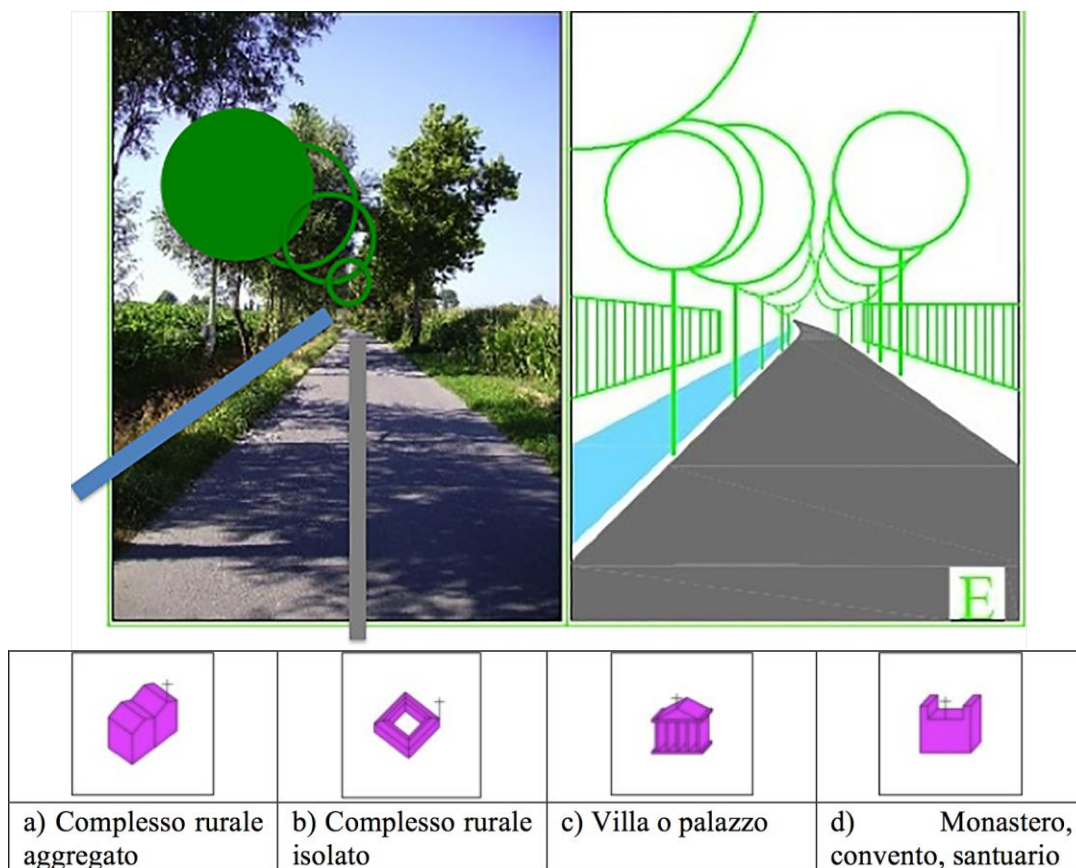 E
a) Complesso rurale
aggregato
b) Complesso rurale
isolato
c) Villa o palazzo
d) Monastero,
convento, santuario